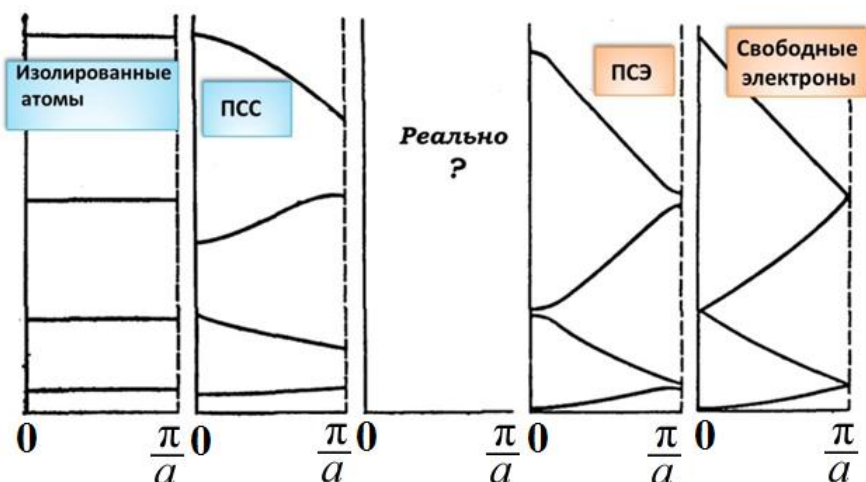 Изолированные
атомы
ПСС
Реально
?
ПСЭ
Свободные
электроны
0
π
a
0
π
a
0
π
a
0
π
a
0
π
a